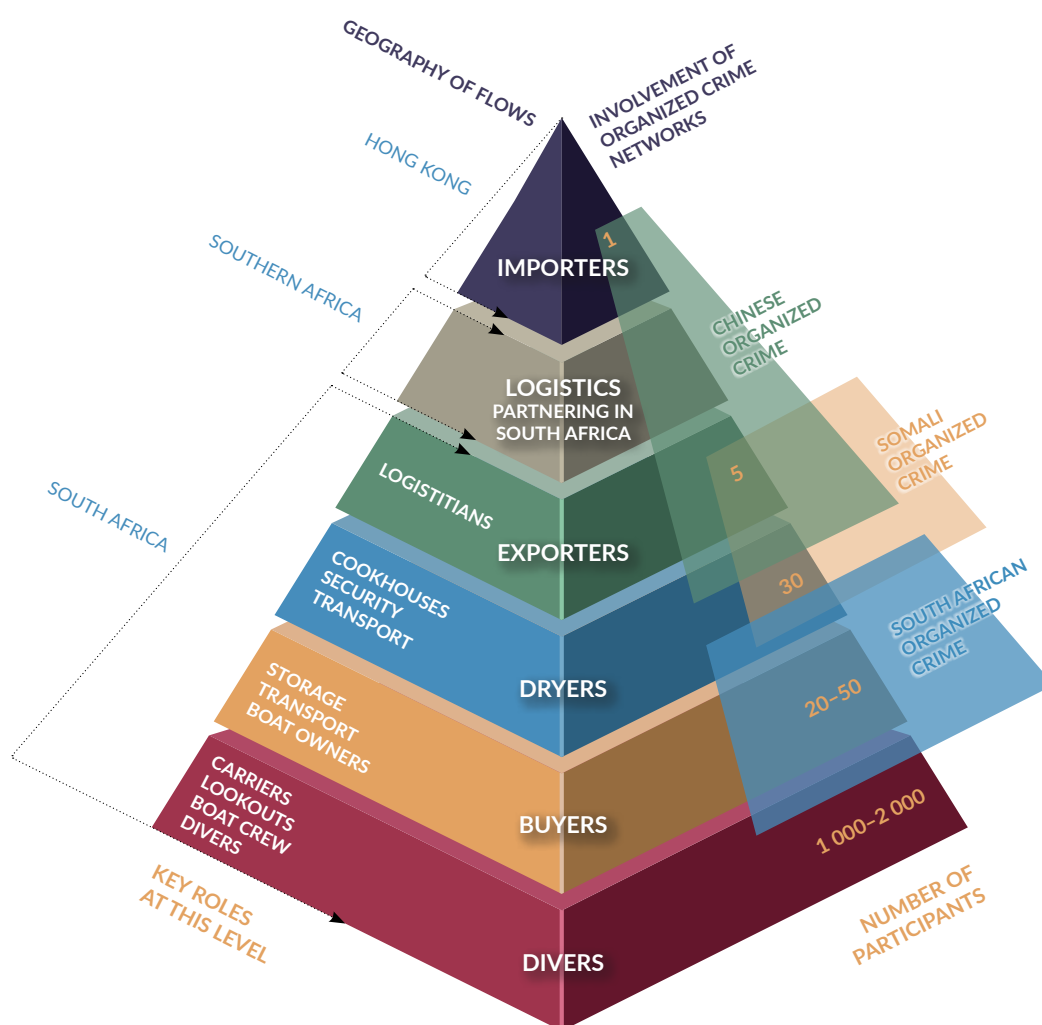 GEOGRAPHY OF FLOWS
INVOLVEMENT OF
ORGANIZED CRIME
NETWORKS
HONG KONG
SOUTHERN AFRICA
SOUTH AFRICA
1
IMPORTERS
CHINESE
ORGANIZED
CRIME
LOGISTICS
PARTNERING IN
SOUTH AFRICA
SOMALI
ORGANIZED
CRIME
5
LOGISTITIANS
EXPORTERS
COOKHOUSES
SECURITY
TRANSPORT
30
SOUTH AFRICAN
ORGANIZED
CRIME
DRYERS
STORAGE
TRANSPORT
BOAT OWNERS
20–50
BUYERS
CARRIERS
LOOKOUTS
BOAT CREW
DIVERS
1 000–2 000
DIVERS
KEY ROLES
AT THIS LEVEL
NUMBER OF
PARTICIPANTS